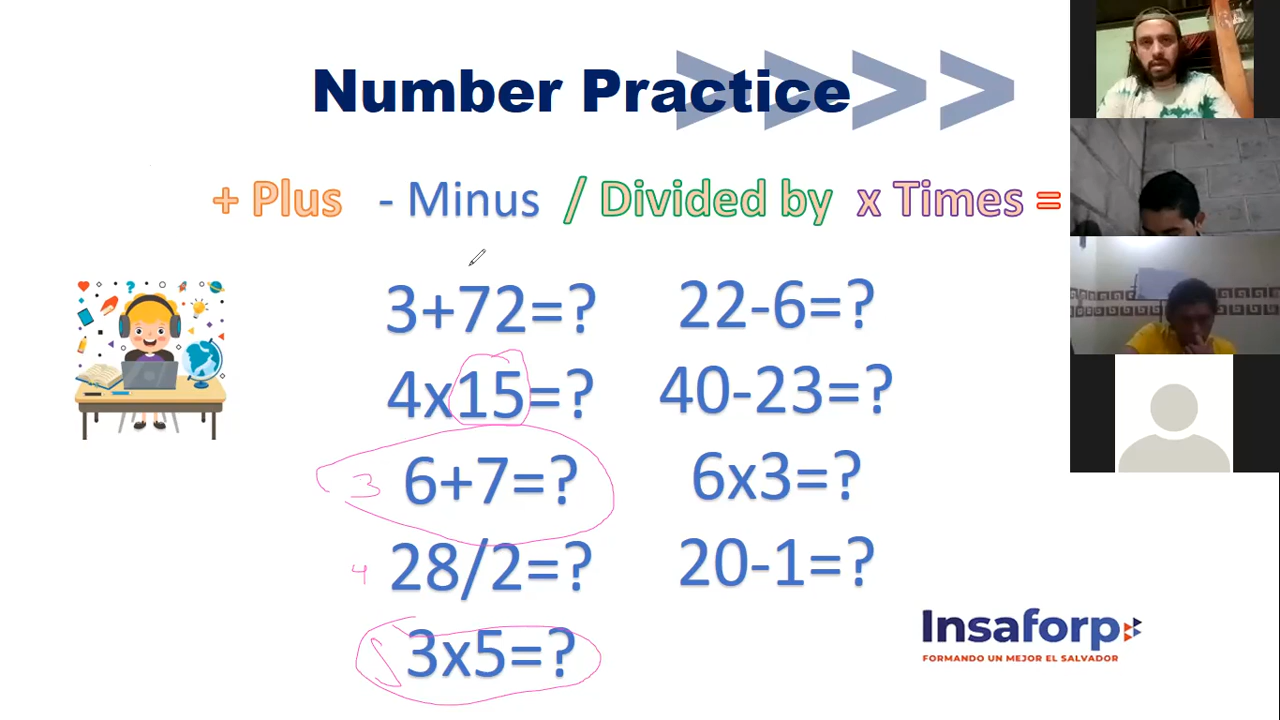 Number Practice >>>>
+ Plus - Minus / Divided by x Times =
3+72=?
4x15=?
3 6+7=?
4 28/2=?
5 3x5=?
22-6=?
40-23=?
6x3=?
20-1=?
Insaforp
FORMANDO UN MEJOR EL SALVADOR